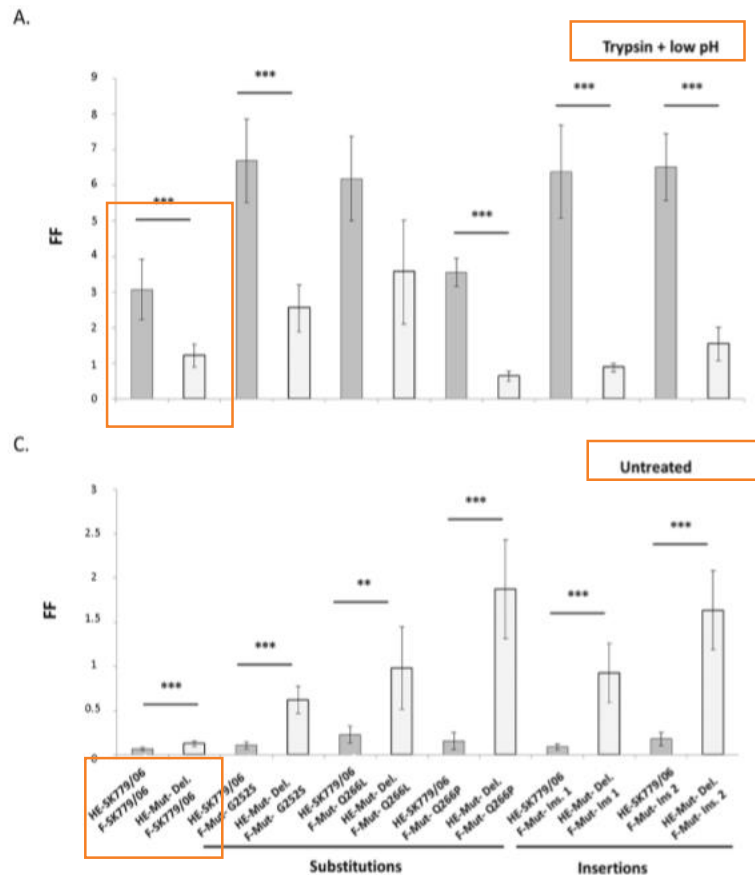 A.
Trypsin + low pH
9
8
7
6
5
4
3
2
1
0
FF
***
***
***
***
***
C.
Untreated
3
2.5
2
1.5
1
0.5
0
FF
***
***
**
***
***
***
HE-SK779/06
F-SK779/06
HE-Mut- Del.
F-SK779/06
HE-SK779/06
F-Mut- G252S
HE-Mut- Del.
F-Mut- G252S
HE-SK779/06
F-Mut- Q266L
HE-Mut- Del.
F-Mut- Q266L
HE-SK779/06
F-Mut- Q266P
HE-Mut- Del.
F-Mut- Q266P
HE-SK779/06
F-Mut- Ins. 1
HE-Mut- Del.
F-Mut- Ins 1
HE-SK779/06
F-Mut- Ins 2
HE-Mut- Del.
F-Mut- Ins. 2
Substitutions
Insertions